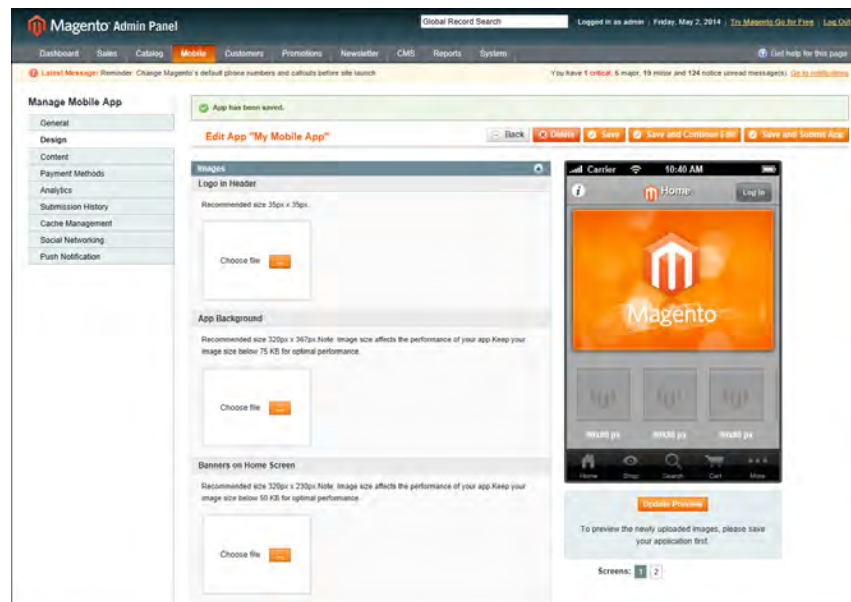 Magento Admin Panel
Global Record Search
Logged in as admin | Friday, May 2, 2014 | Try Magento Go for Free | Log Out
Dashboard Sales Catalog Mobile Customers Promotions Newsletter CMS Reports System
Get help for this page
Latest Message: Reminder: Change Magento's default phone numbers and callouts before site launch
You have 1 critical, 6 major, 19 minor and 124 notice unread message(s). Go to notifications
Manage Mobile App
General
Design
Content
Payment Methods
Analytics
Submission History
Cache Management
Social Networking
Push Notification
App has been saved.
Edit App "My Mobile App"
Back Delete Save Save and Continue Edit Save and Submit App
Images
Logo in Header
Recommended size 35px x 35px.
Choose file ...
App Background
Recommended size 320px x 367px.Note: Image size affects the performance of your app.Keep your
image size below 75 KB for optimal performance.
Choose file ...
Banners on Home Screen
Recommended size 320px x 230px.Note: Image size affects the performance of your app.Keep your
image size below 50 KB for optimal performance.
Choose file ...
Carrier 10:40 AM
Home Log In
Magento
80x80 px 80x80 px 80x80 px
Home Shop Search Cart More
Update Preview
To preview the newly uploaded images, please save
your application first.
Screens: 1 2